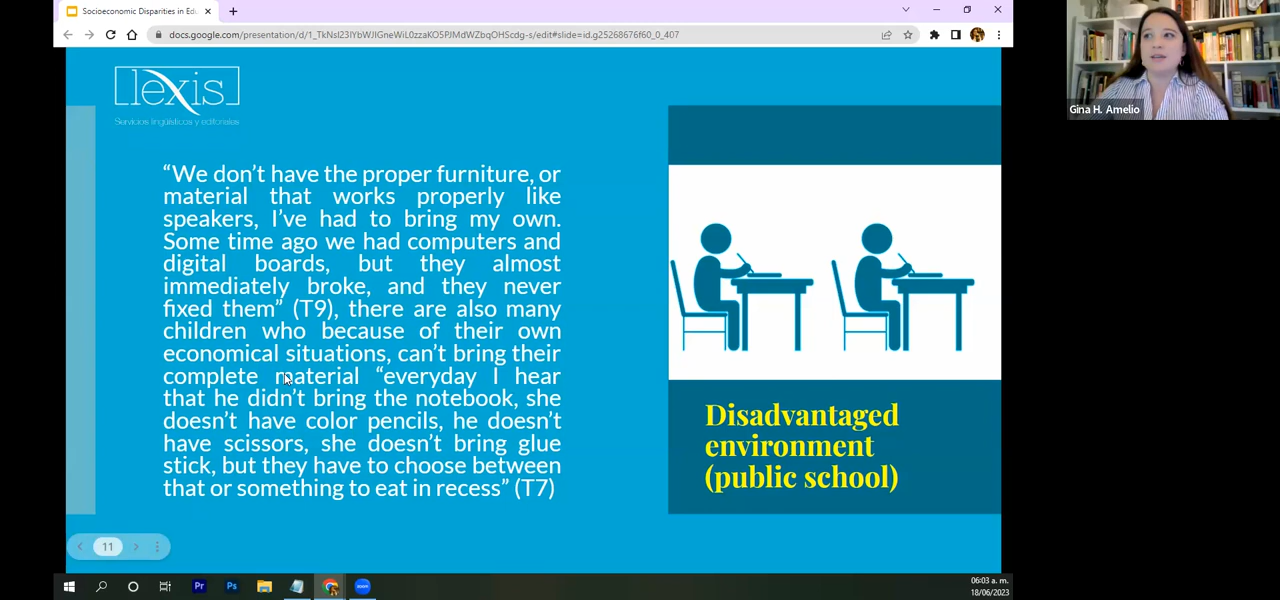 Socioeconomic Disparities in Edu
docs.google.com/presentation/d/1_TkNsI23IYbWJIGneWiL0zzaKO5PJMdWZbqOHScdg-s/edit#slide=id.g25268676f60_0_407
lexis
Servicios lingüísticos y editoriales
“We don’t have the proper furniture, or
material that works properly like
speakers, I’ve had to bring my own.
Some time ago we had computers and
digital boards, but they almost
immediately broke, and they never
fixed them” (T9), there are also many
children who because of their own
economical situations, can’t bring their
complete material “everyday I hear
that he didn’t bring the notebook, she
doesn’t have color pencils, he doesn’t
have scissors, she doesn’t bring glue
stick, but they have to choose between
that or something to eat in recess” (T7)
Disadvantaged
environment
(public school)
11
Gina H. Amelio
Pr
Ps
zoom
06:03 a. m.
18/06/2023